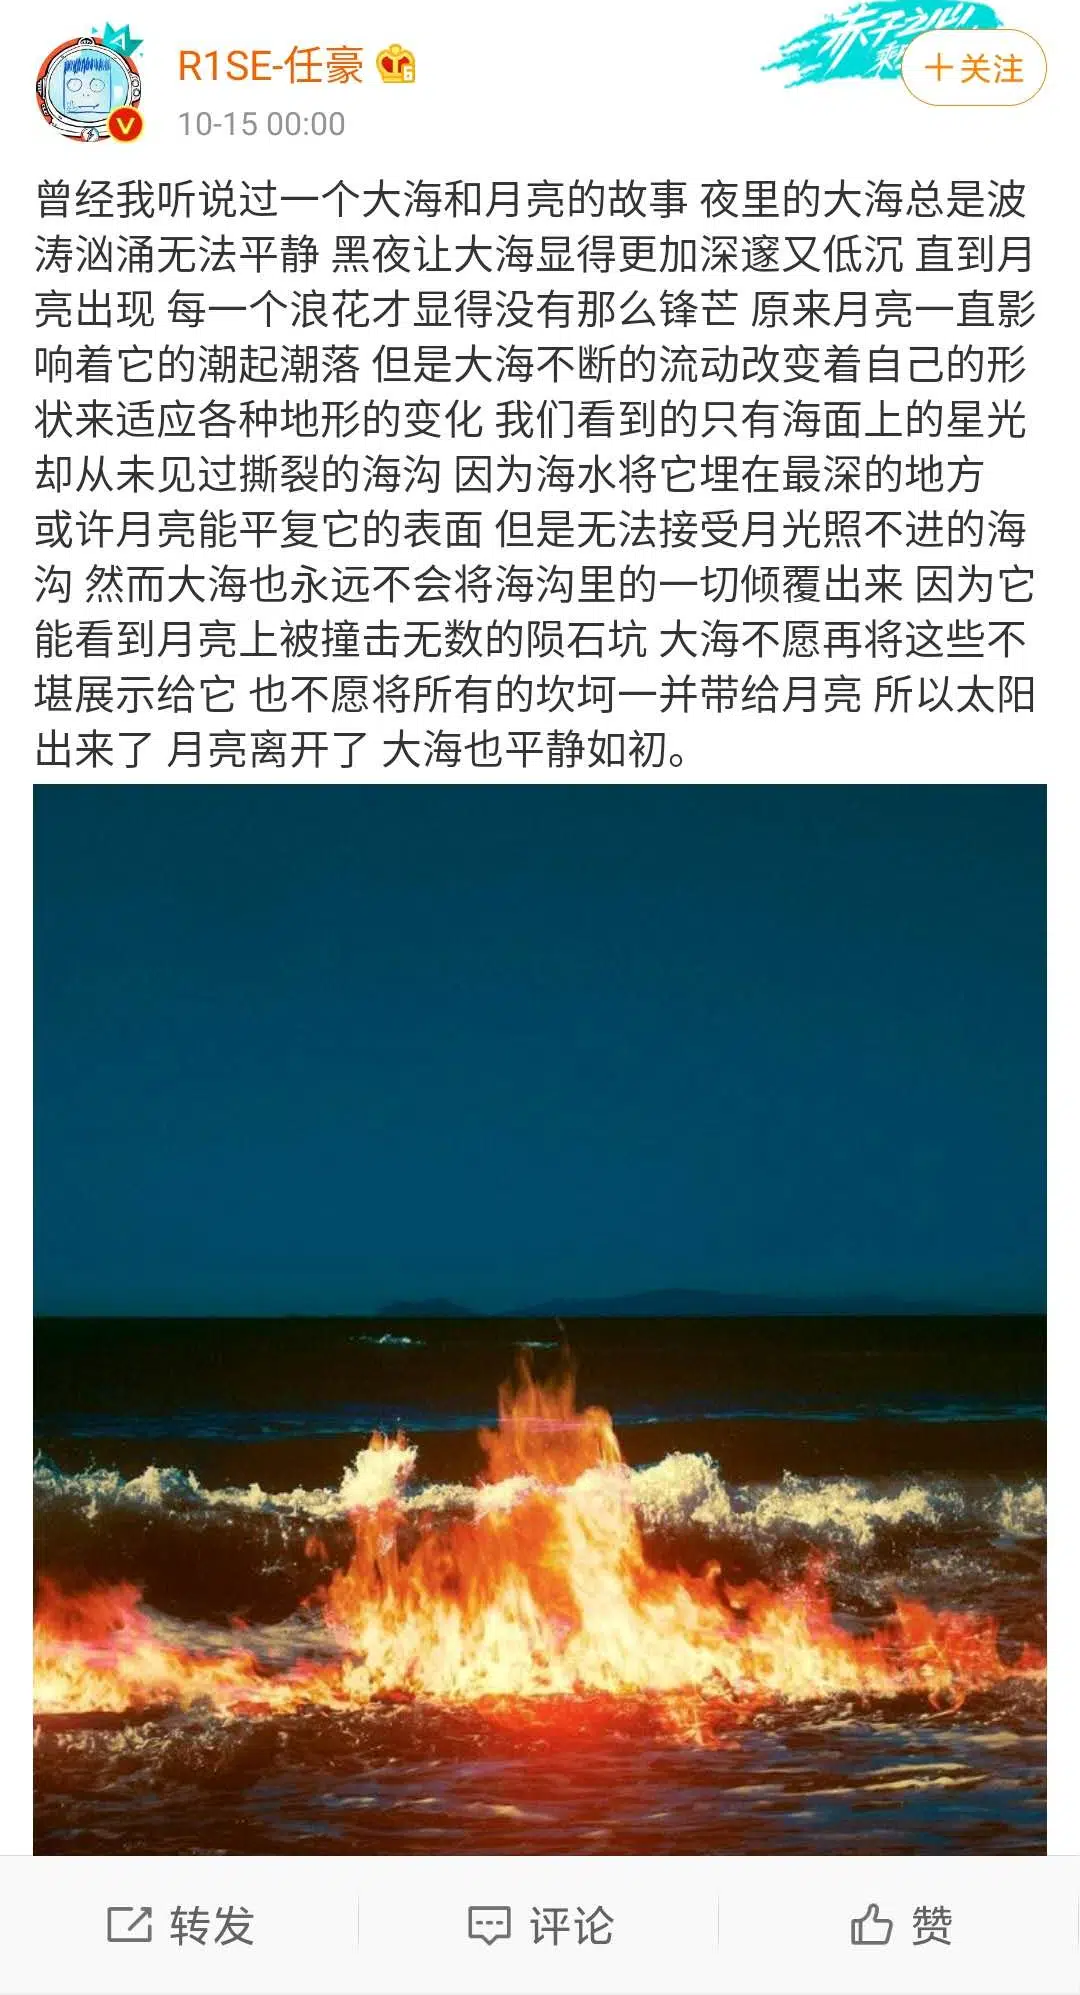 赤子之心
R1SE-任豪
6
+关注
10-15 00:00
曾经我听说过一个大海和月亮的故事 夜里的大海总是波
涛汹涌无法平静 黑夜让大海显得更加深邃又低沉 直到月
亮出现 每一个浪花才显得没有那么锋芒 原来月亮一直影
响着它的潮起潮落 但是大海不断的流动改变着自己的形
状来适应各种地形的变化 我们看到的只有海面上的星光
却从未见过撕裂的海沟 因为海水将它埋在最深的地方
或许月亮能平复它的表面 但是无法接受月光照不进的海
沟 然而大海也永远不会将海沟里的一切倾覆出来 因为它
能看到月亮上被撞击无数的陨石坑 大海不愿再将这些不
堪展示给它 也不愿将所有的坎坷一并带给月亮 所以太阳
出来了 月亮离开了 大海也平静如初。
转发
评论
赞